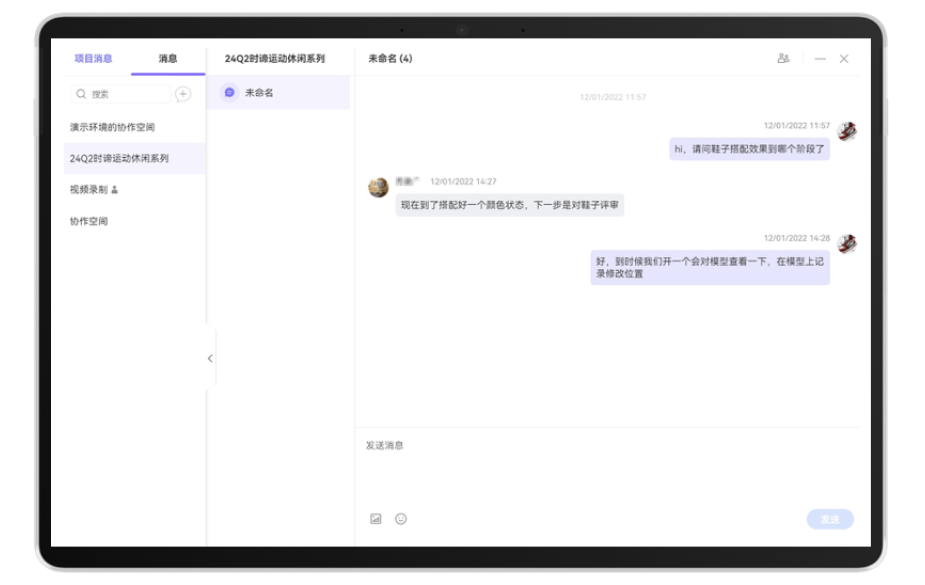 项目消息
消息
搜索
演示环境的协作空间
24Q2时谛运动休闲系列
视频录制
协作空间
24Q2时谛运动休闲系列
未命名
未命名 (4)
12/01/2022 11:57
12/01/2022 11:57
hi，请问鞋子搭配效果到哪个阶段了
12/01/2022 14:27
现在到了搭配好一个颜色状态，下一步是对鞋子评审
12/01/2022 14:28
好，到时候我们开一个会对模型查看一下，在模型上记
录修改位置
发送消息
发送